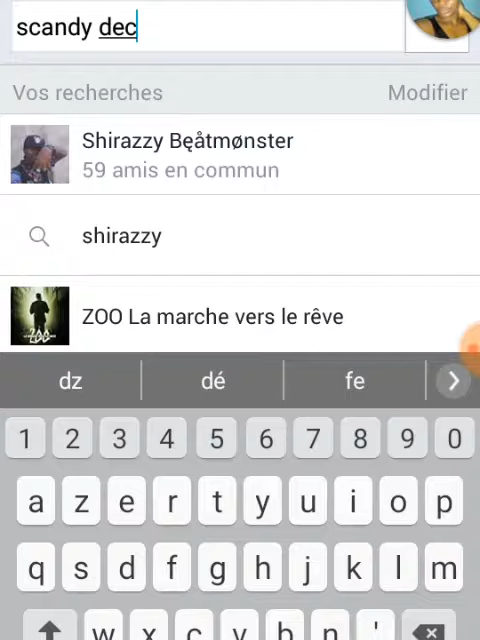 scandy dec
Vos recherches Modifier
Shirazzy Bęåtmønster
59 amis en commun
shirazzy
ZOO La marche vers le rêve
dz dé fe
1 2 3 4 5 6 7 8 9 0
a z e r t y u i o p
q s d f g h j k l m
w x c v b n '